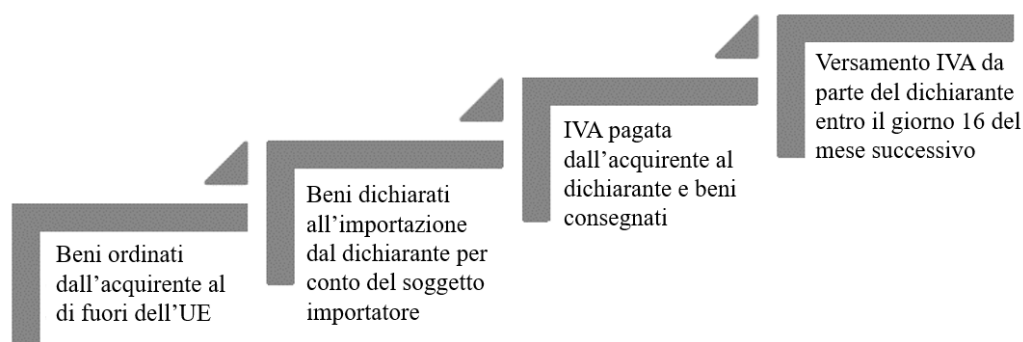 Beni ordinati
dall’acquirente al
di fuori dell’UE
Beni dichiarati
all’importazione
dal dichiarante per
conto del soggetto
importatore
IVA pagata
dall’acquirente al
dichiarante e beni
consegnati
Versamento IVA da
parte del dichiarante
entro il giorno 16 del
mese successivo